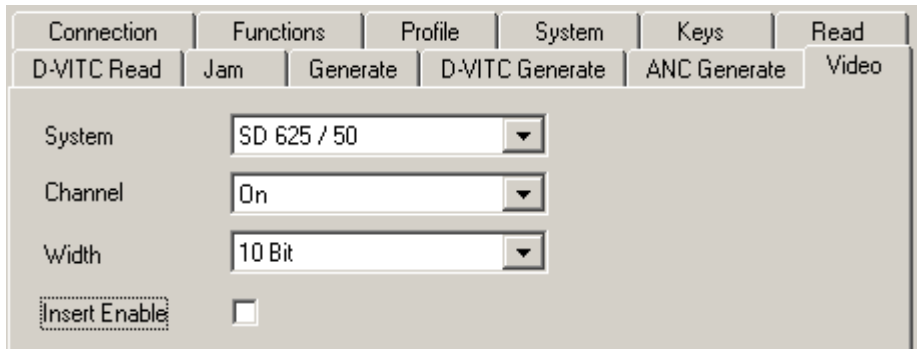 Connection Functions Profile System Keys Read
D-VITC Read Jam Generate D-VITC Generate ANC Generate Video
System SD 625 / 50
Channel On
Width 10 Bit
Insert Enable